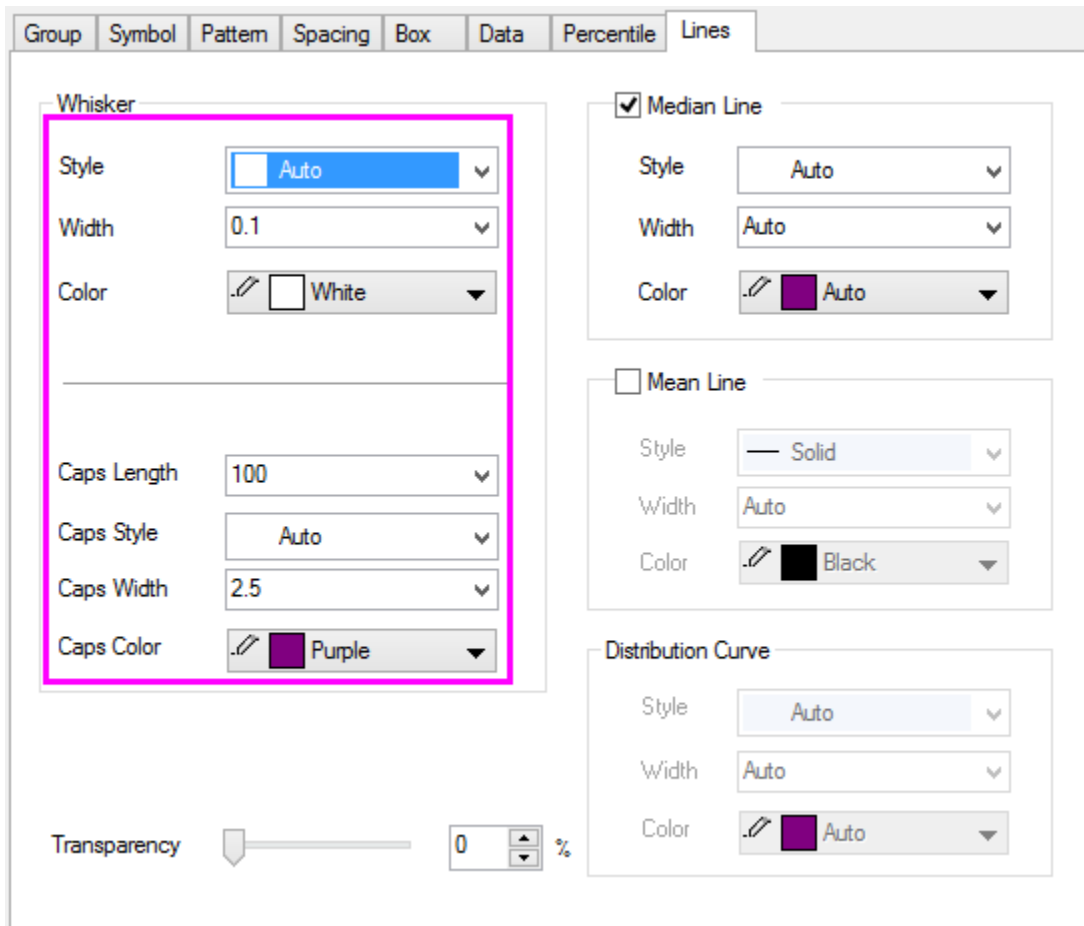 Group Symbol Pattern Spacing Box Data Percentile Lines
Whisker
Style Auto
Width 0.1
Color White
Caps Length 100
Caps Style Auto
Caps Width 2.5
Caps Color Purple
Transparency 0 %
Median Line
Style Auto
Width Auto
Color Auto
Mean Line
Style Solid
Width Auto
Color Black
Distribution Curve
Style Auto
Width Auto
Color Auto